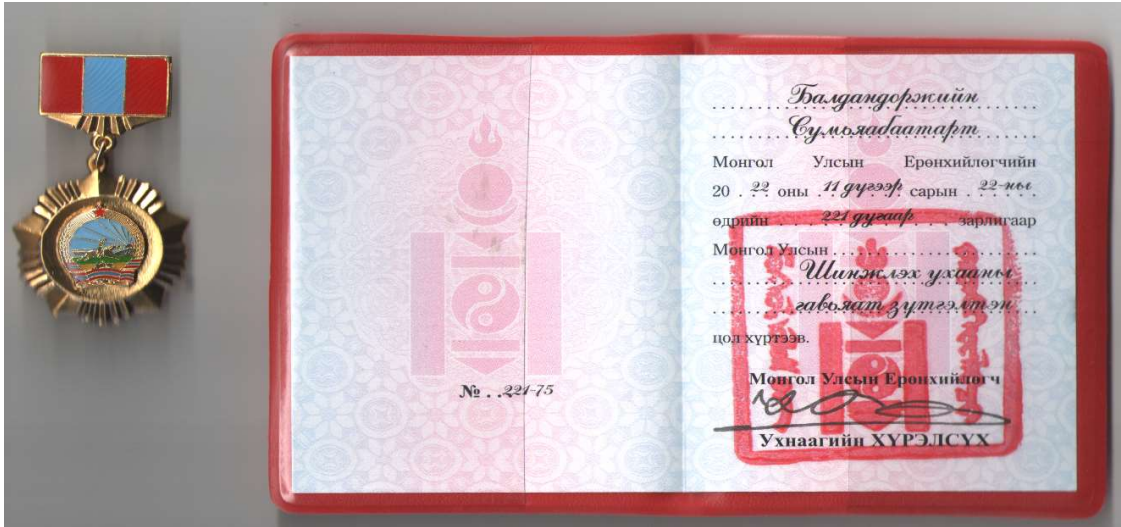 № . . 221-75
Балдандоржийн
Сумъяабаатарт
Монгол Улсын Ерөнхийлөгчийн
20 . 22 оны 11 дүгээр сарын . 22-ны
өдрийн 221 дугаар зарлигаар
Монгол Улсын
Шинжлэх ухааны
гавьяат зүтгэлтэн
цол хүртээв.
Монгол Улсын Ерөнхийлөгч
Ухнаагийн ХҮРЭЛСҮХ